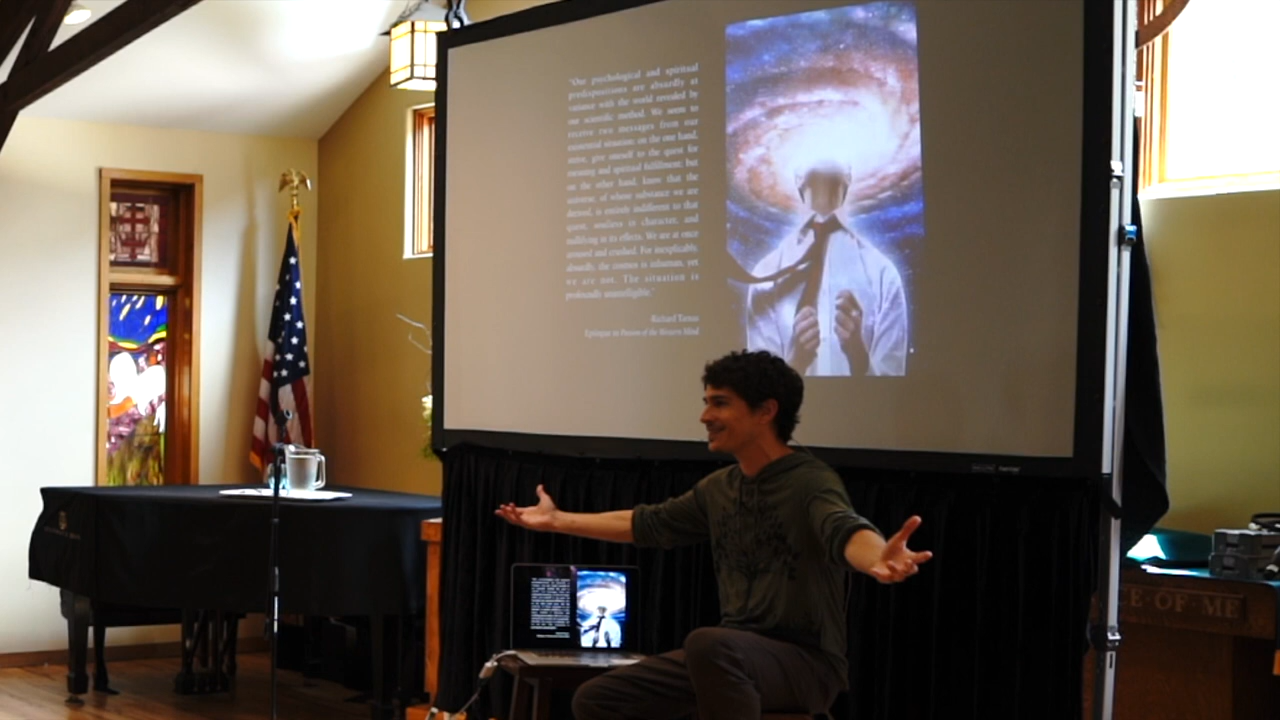 "Our psychological and spiritual
predispositions are absurdly at
variance with the world revealed by
our scientific method. We seem to
receive two messages from our
existential situation: on the one hand,
strive, give oneself to the quest for
meaning and spiritual fulfillment; but
on the other hand, know that the
universe, of whose substance we are
derived, is entirely indifferent to that
quest, soulless in character, and
nullifying in its effects. We are at once
aroused and crushed. For inexplicably,
absurdly, the cosmos is inhuman, yet
we are not. The situation is
profoundly unintelligible."
-Richard Tarnas
Epilogue to Passion of the Western Mind
CE OF ME